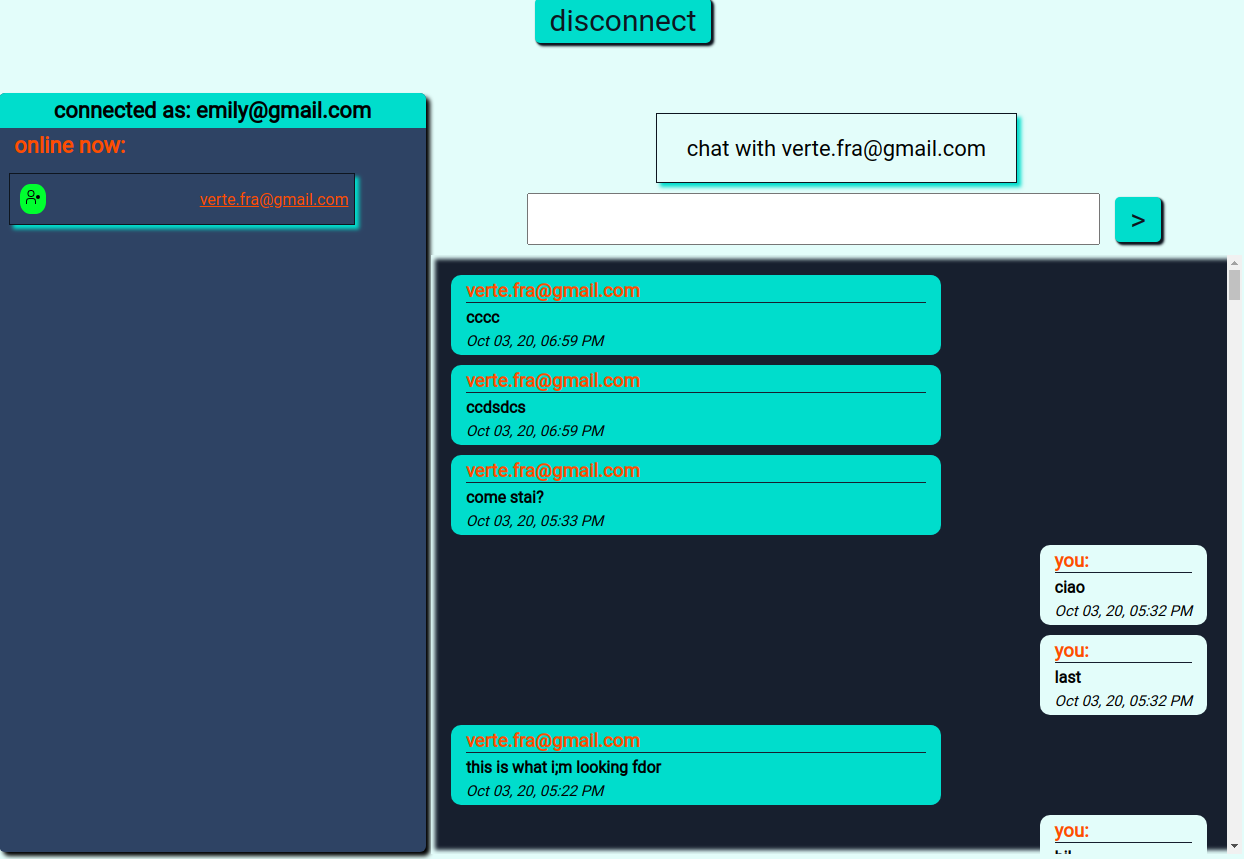 disconnect
connected as: emily@gmail.com
online now:
verte.fra@gmail.com
chat with verte.fra@gmail.com
>
verte.fra@gmail.com
cccc
Oct 03, 20, 06:59 PM
verte.fra@gmail.com
ccdsdcs
Oct 03, 20, 06:59 PM
verte.fra@gmail.com
come stai?
Oct 03, 20, 05:33 PM
you:
ciao
Oct 03, 20, 05:32 PM
you:
last
Oct 03, 20, 05:32 PM
verte.fra@gmail.com
this is what i;m looking fdor
Oct 03, 20, 05:22 PM
you: